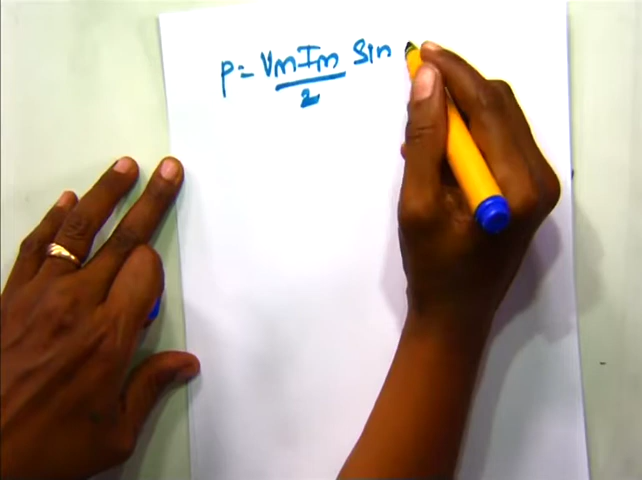 P = VmIm/2 Sin